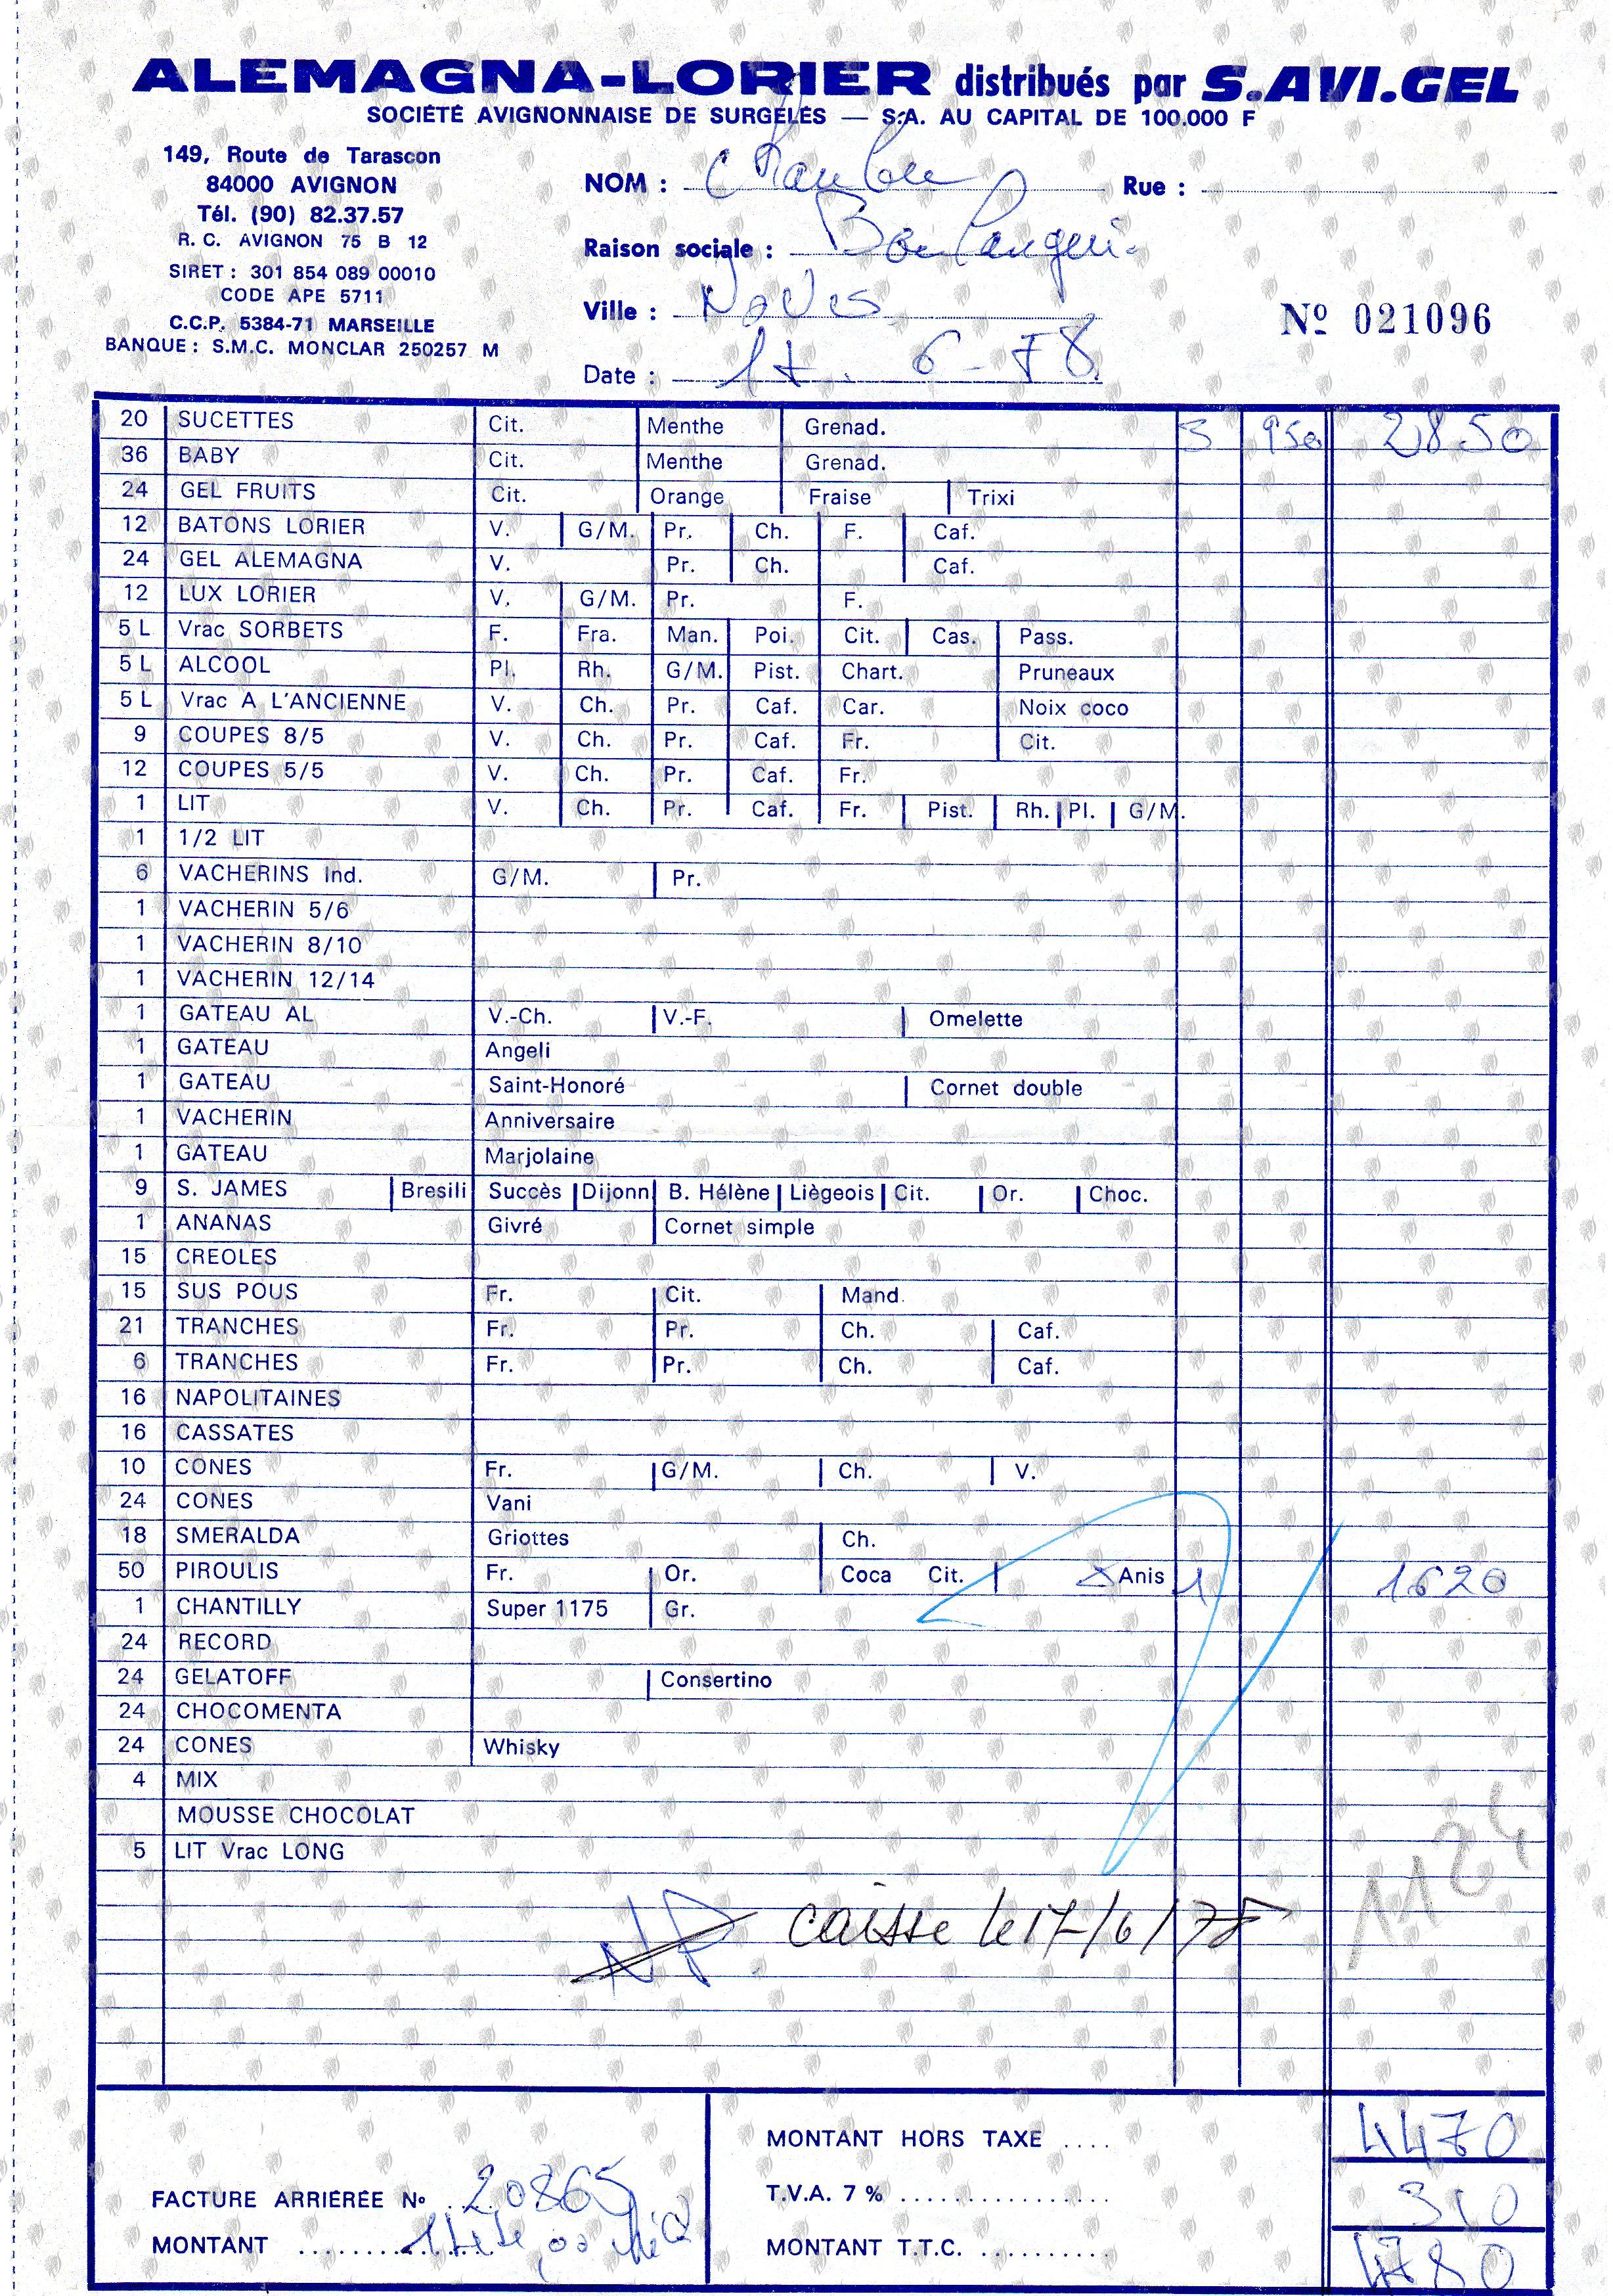 ALEMAGNA-LORIER distribués par S.AVI.GEL
SOCIÉTÉ AVIGNONNAISE DE SURGELÉS — S.A. AU CAPITAL DE 100.000 F
149, Route de Tarascon
84000 AVIGNON
Tél. (90) 82.37.57
R. C. AVIGNON 75 B 12
SIRET : 301 854 089 00010
CODE APE 5711
C.C.P. 5384-71 MARSEILLE
BANQUE : S.M.C. MONCLAR 250257 M
NOM : Rue :
Raison sociale : Boulangerie
Ville : Noves
Date : 17 - 6 - 78
Nº 021096
20 SUCETTES Cit. Menthe Grenad. 3 950 2850
36 BABY Cit. Menthe Grenad.
24 GEL FRUITS Cit. Orange Fraise Trixi
12 BATONS LORIER V. G/M. Pr. Ch. F. Caf.
24 GEL ALEMAGNA V. Pr. Ch. Caf.
12 LUX LORIER V. G/M. Pr. F.
5 L Vrac SORBETS F. Fra. Man. Poi. Cit. Cas. Pass.
5 L ALCOOL Pl. Rh. G/M. Pist. Chart. Pruneaux
5 L Vrac A L'ANCIENNE V. Ch. Pr. Caf. Car. Noix coco
9 COUPES 8/5 V. Ch. Pr. Caf. Fr. Cit.
12 COUPES 5/5 V. Ch. Pr. Caf. Fr.
1 LIT V. Ch. Pr. Caf. Fr. Pist. Rh. Pl. G/M.
1 1/2 LIT
6 VACHERINS Ind. G/M. Pr.
1 VACHERIN 5/6
1 VACHERIN 8/10
1 VACHERIN 12/14
1 GATEAU AL V.-Ch. V.-F. Omelette
1 GATEAU Angeli
1 GATEAU Saint-Honoré Cornet double
1 VACHERIN Anniversaire
1 GATEAU Marjolaine
9 S. JAMES Bresili Succès Dijonn B. Hélène Liègeois Cit. Or. Choc.
1 ANANAS Givré Cornet simple
15 CREOLES
15 SUS POUS Fr. Cit. Mand.
21 TRANCHES Fr. Pr. Ch. Caf.
6 TRANCHES Fr. Pr. Ch. Caf.
16 NAPOLITAINES
16 CASSATES
10 CONES Fr. G/M. Ch. V.
24 CONES Vani
18 SMERALDA Griottes Ch.
50 PIROULIS Fr. Or. Coca Cit. Anis 1 1620
1 CHANTILLY Super 1175 Gr.
24 RECORD
24 GELATOFF Consertino
24 CHOCOMENTA
24 CONES Whisky
4 MIX
MOUSSE CHOCOLAT
5 LIT Vrac LONG
1124
NP caisse le 17/6/78
MONTANT HORS TAXE .... 4470
FACTURE ARRIÉRÉE Nº 20865
T.V.A. 7 % ................ 310
MONTANT ..........
MONTANT T.T.C. ........... 4780